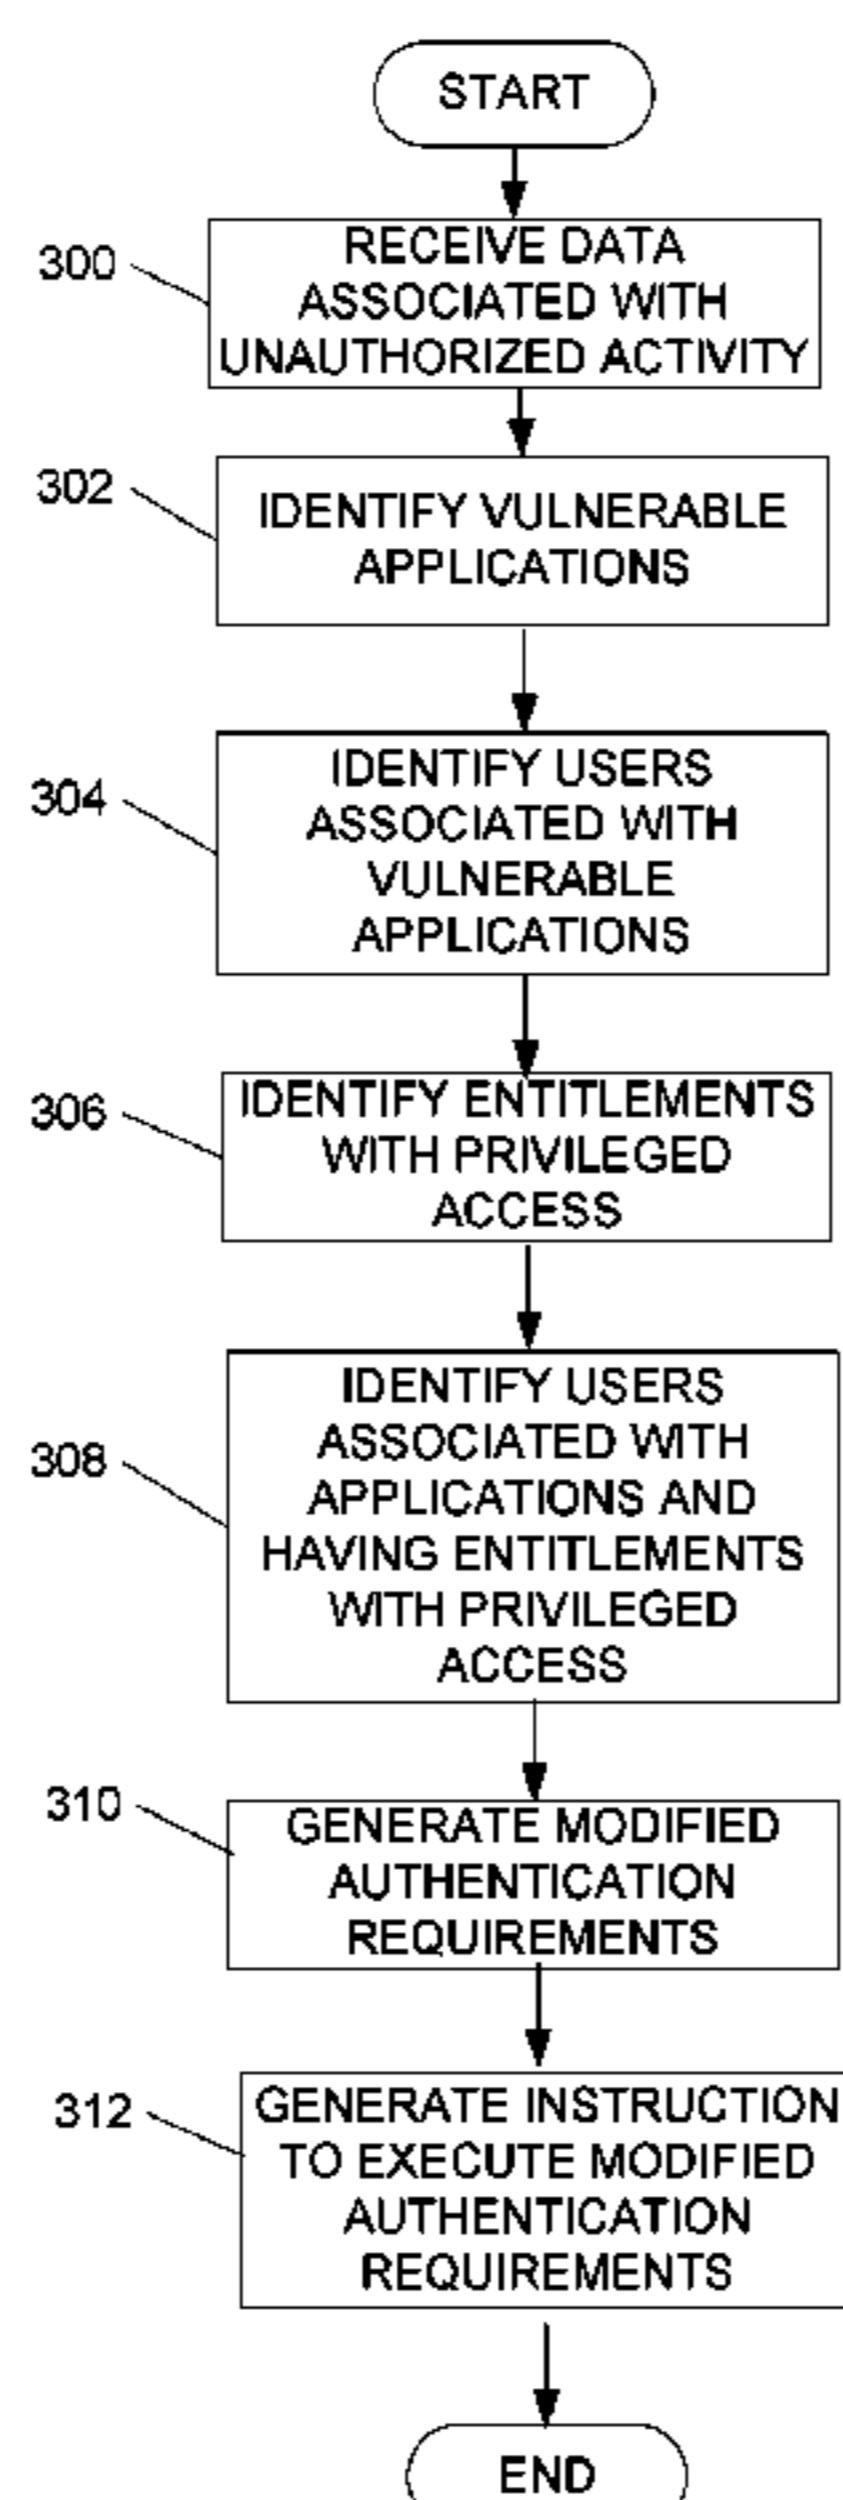 START
300
RECEIVE DATA
ASSOCIATED WITH
UNAUTHORIZED ACTIVITY
302
IDENTIFY VULNERABLE
APPLICATIONS
304
IDENTIFY USERS
ASSOCIATED WITH
VULNERABLE
APPLICATIONS
306
IDENTIFY ENTITLEMENTS
WITH PRIVILEGED
ACCESS
308
IDENTIFY USERS
ASSOCIATED WITH
APPLICATIONS AND
HAVING ENTITLEMENTS
WITH PRIVILEGED
ACCESS
310
GENERATE MODIFIED
AUTHENTICATION
REQUIREMENTS
312
GENERATE INSTRUCTION
TO EXECUTE MODIFIED
AUTHENTICATION
REQUIREMENTS
END